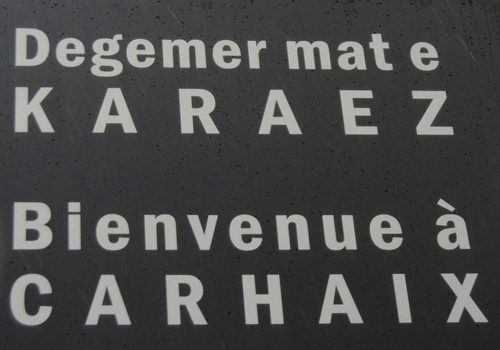 Degemer mat e
KARAEZ
Bienvenue à
CARHAIX